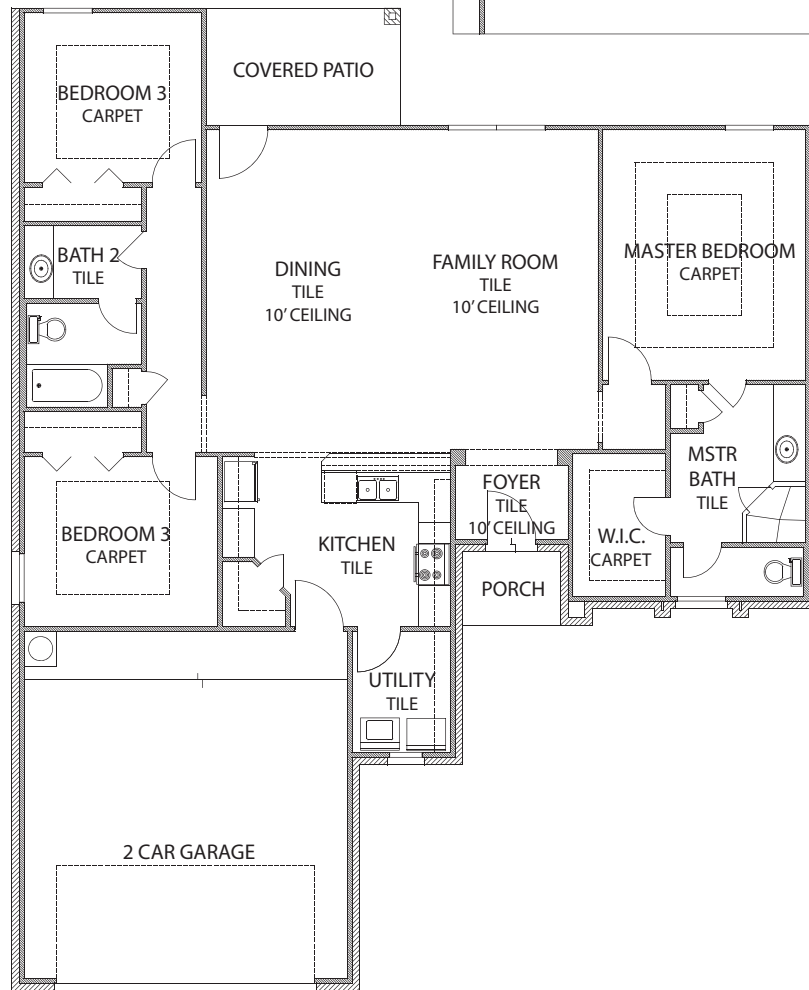 COVERED PATIO
BEDROOM 3
CARPET
BATH 2
TILE
DINING
TILE
10' CEILING
FAMILY ROOM
TILE
10' CEILING
MASTER BEDROOM
CARPET
MSTR
BATH
TILE
FOYER
TILE
10' CEILING
W.I.C.
CARPET
BEDROOM 3
CARPET
KITCHEN
TILE
PORCH
UTILITY
TILE
2 CAR GARAGE